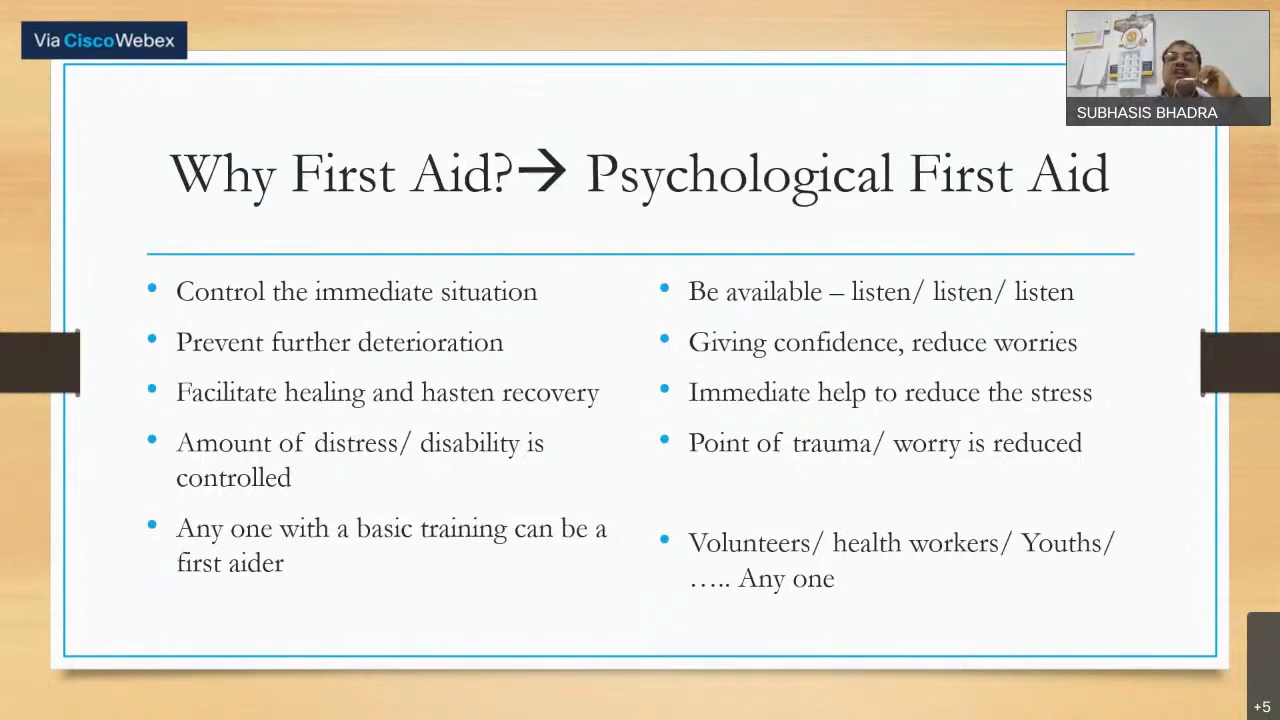 Via Cisco Webex
SUBHASIS BHADRA
Why First Aid?→ Psychological First Aid
• Control the immediate situation
• Prevent further deterioration
• Facilitate healing and hasten recovery
• Amount of distress/ disability is
controlled
• Any one with a basic training can be a
first aider
• Be available – listen/ listen/ listen
• Giving confidence, reduce worries
• Immediate help to reduce the stress
• Point of trauma/ worry is reduced
• Volunteers/ health workers/ Youths/
….. Any one
+5